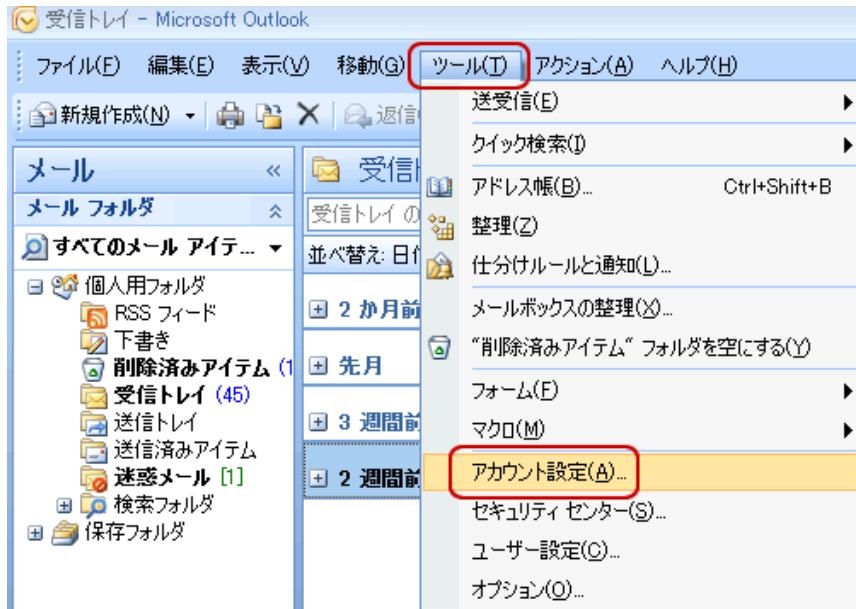 受信トレイ - Microsoft Outlook
ファイル(F) 編集(E) 表示(V) 移動(G) ツール(T) アクション(A) ヘルプ(H)
新規作成(N) 返信
メール
メール フォルダ
すべてのメール アイテ...
個人用フォルダ
RSS フィード
下書き
削除済みアイテム (1
受信トレイ (45)
送信トレイ
送信済みアイテム
迷惑メール [1]
検索フォルダ
保存フォルダ
受信
受信トレイ の
並べ替え: 日付
2 か月前
先月
3 週間前
2 週間前
送受信(E)
クイック検索(I)
アドレス帳(B)... Ctrl+Shift+B
整理(Z)
仕分けルールと通知(L)...
メールボックスの整理(X)...
"削除済みアイテム" フォルダを空にする(Y)
フォーム(F)
マクロ(M)
アカウント設定(A)...
セキュリティ センター(S)...
ユーザー設定(C)...
オプション(O)...